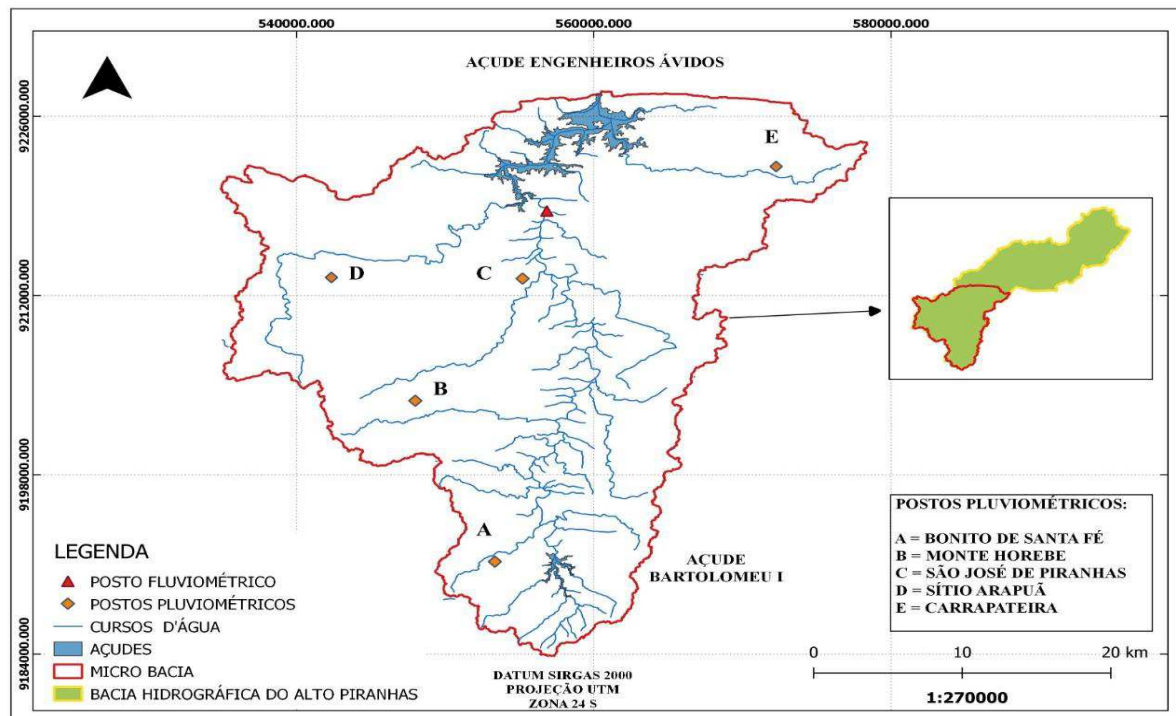 540000.000
560000.000
580000.000
AÇUDE ENGENHEIROS ÁVIDOS
9226000.000
9212000.000
9198000.000
9184000.000
E
D
C
B
A
AÇUDE
BARTOLOMEU I
LEGENDA
POSTO FLUVIOMÉTRICO
POSTOS PLUVIOMÉTRICOS
CURSOS D'ÁGUA
AÇUDES
MICRO BACIA
BACIA HIDROGRÁFICA DO ALTO PIRANHAS
DATUM SIRGAS 2000
PROJEÇÃO UTM
ZONA 24 S
POSTOS PLUVIOMÉTRICOS:
A = BONITO DE SANTA FÉ
B = MONTE HOREBE
C = SÃO JOSÉ DE PIRANHAS
D = SÍTIO ARAPUÃ
E = CARRAPATEIRA
0 10 20 km
1:270000